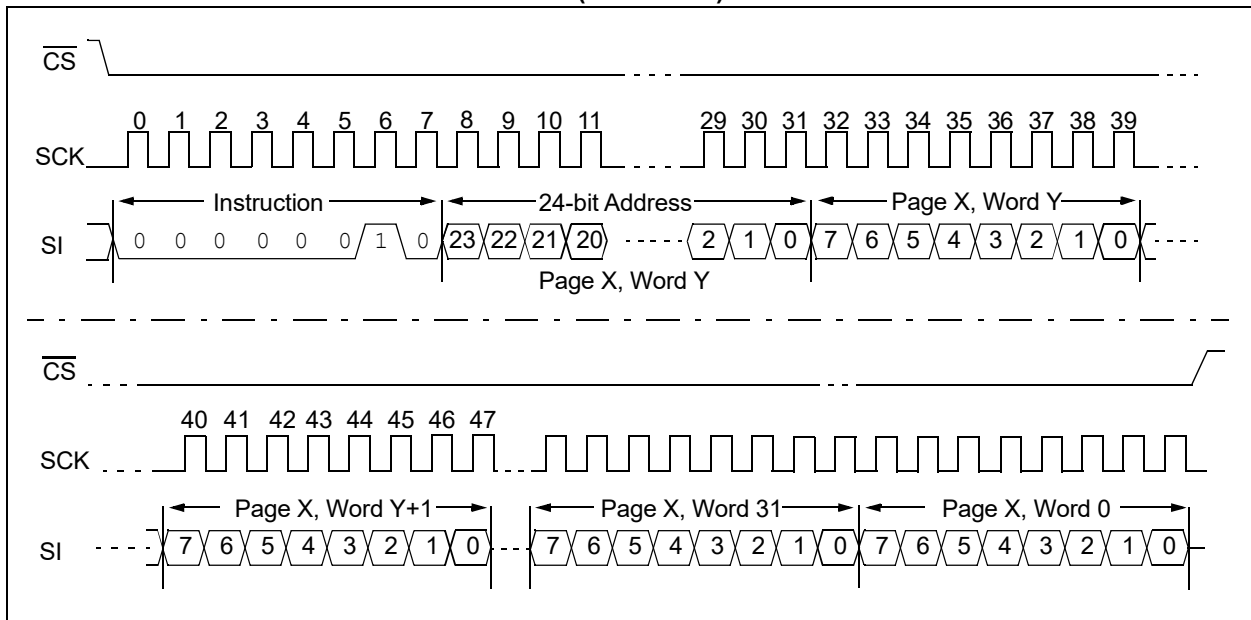 CS
0 1 2 3 4 5 6 7 8 9 10 11 29 30 31 32 33 34 35 36 37 38 39
SCK
Instruction 24-bit Address Page X, Word Y
SI 0 0 0 0 0 0 1 0 23 22 21 20 2 1 0 7 6 5 4 3 2 1 0
Page X, Word Y
CS
40 41 42 43 44 45 46 47
SCK
Page X, Word Y+1 Page X, Word 31 Page X, Word 0
SI 7 6 5 4 3 2 1 0 7 6 5 4 3 2 1 0 7 6 5 4 3 2 1 0